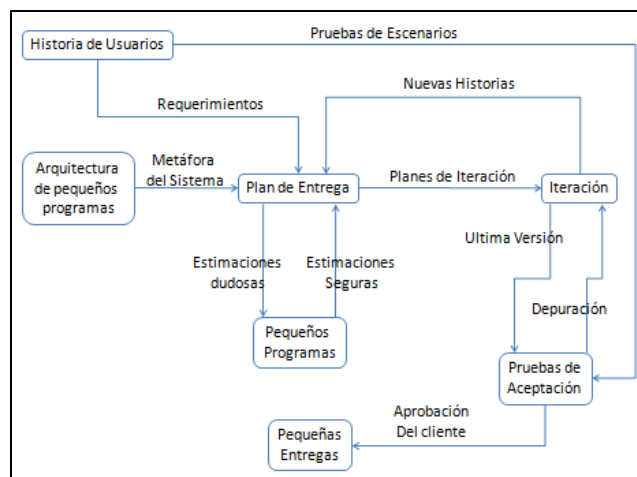 Pruebas de Escenarios
Historia de Usuarios
Nuevas Historias
Requerimientos
Arquitectura
de pequeños
programas
Metáfora
del Sistema
Plan de Entrega
Planes de Iteración
Iteración
Ultima Versión
Estimaciones
dudosas
Estimaciones
Seguras
Depuración
Pequeños
Programas
Pruebas de
Aceptación
Aprobación
Del cliente
Pequeñas
Entregas